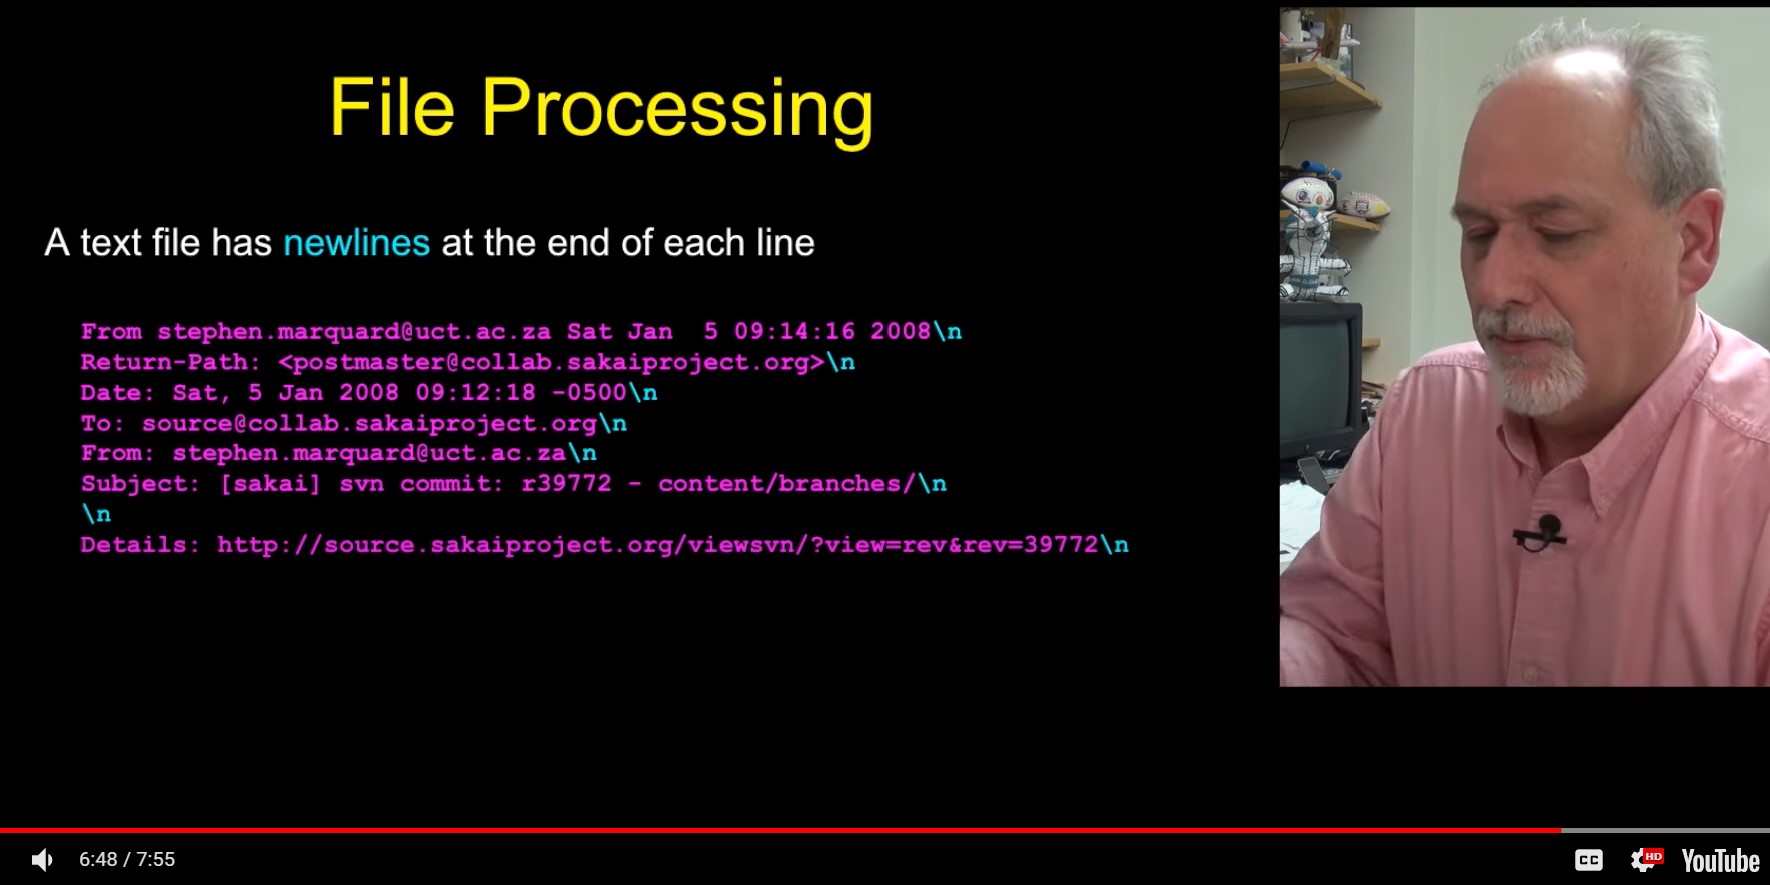 File Processing
A text file has newlines at the end of each line
From stephen.marquard@uct.ac.za Sat Jan  5 09:14:16 2008\n
Return-Path: <postmaster@collab.sakaiproject.org>\n
Date: Sat, 5 Jan 2008 09:12:18 -0500\n
To: source@collab.sakaiproject.org\n
From: stephen.marquard@uct.ac.za\n
Subject: [sakai] svn commit: r39772 - content/branches/\n
\n
Details: http://source.sakaiproject.org/viewsvn/?view=rev&rev=39772\n
6:48 / 7:55
CC
HD
YouTube